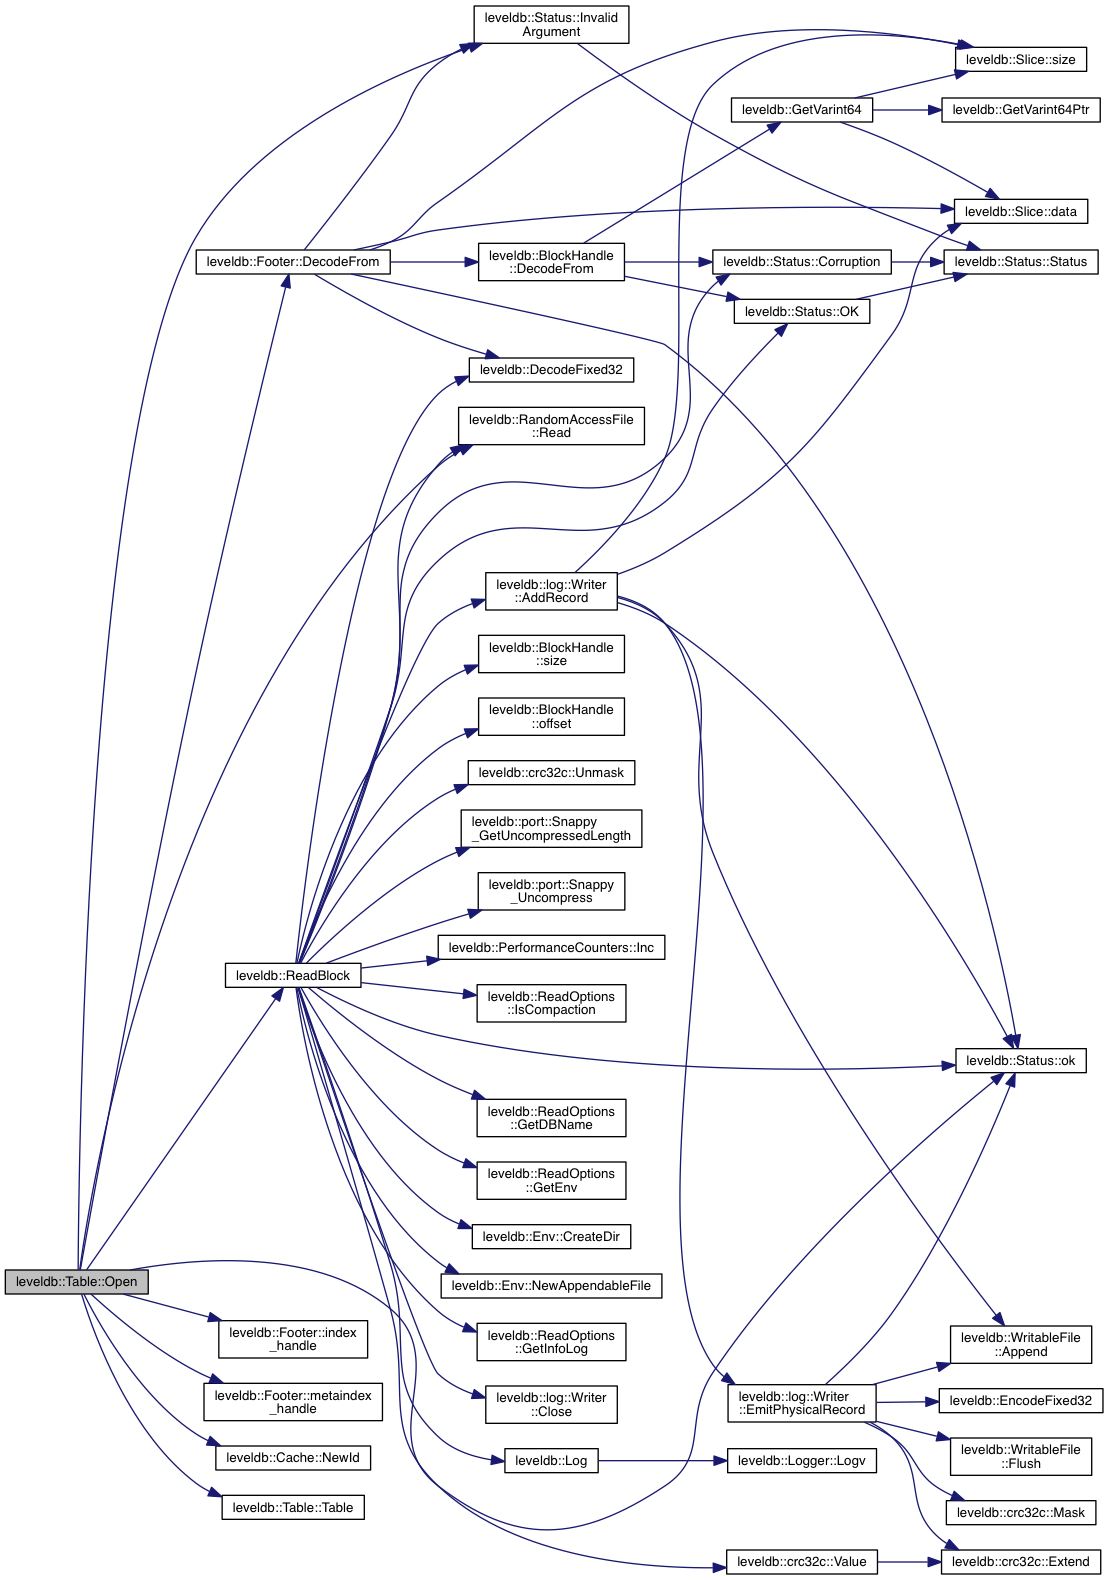 leveldb::Status::Invalid
Argument
leveldb::Slice::size
leveldb::GetVarint64
leveldb::GetVarint64Ptr
leveldb::Slice::data
leveldb::Footer::DecodeFrom
leveldb::BlockHandle
::DecodeFrom
leveldb::Status::Corruption
leveldb::Status::Status
leveldb::Status::OK
leveldb::DecodeFixed32
leveldb::RandomAccessFile
::Read
leveldb::log::Writer
::AddRecord
leveldb::BlockHandle
::size
leveldb::BlockHandle
::offset
leveldb::crc32c::Unmask
leveldb::port::Snappy
_GetUncompressedLength
leveldb::port::Snappy
_Uncompress
leveldb::PerformanceCounters::Inc
leveldb::ReadBlock
leveldb::ReadOptions
::IsCompaction
leveldb::Status::ok
leveldb::ReadOptions
::GetDBName
leveldb::ReadOptions
::GetEnv
leveldb::Env::CreateDir
leveldb::Table::Open
leveldb::Env::NewAppendableFile
leveldb::Footer::index
_handle
leveldb::ReadOptions
::GetInfoLog
leveldb::WritableFile
::Append
leveldb::Footer::metaindex
_handle
leveldb::log::Writer
::Close
leveldb::log::Writer
::EmitPhysicalRecord
leveldb::EncodeFixed32
leveldb::Cache::NewId
leveldb::Log
leveldb::Logger::Logv
leveldb::WritableFile
::Flush
leveldb::Table::Table
leveldb::crc32c::Mask
leveldb::crc32c::Value
leveldb::crc32c::Extend